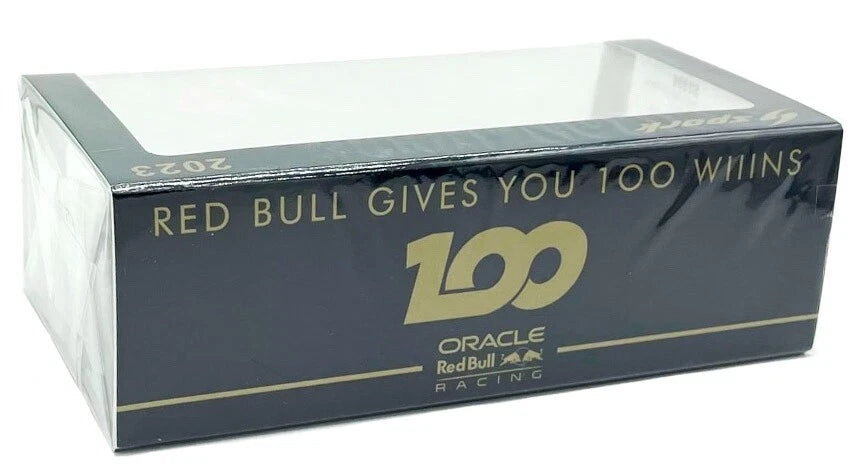 spark
2023
RED BULL GIVES YOU 100 WIIINS
100
ORACLE
Red Bull
RACING